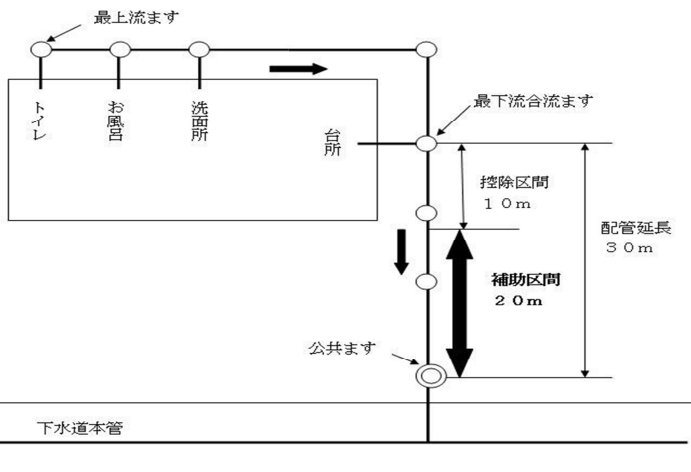 最上流ます
最下流合流ます
トイレ
お風呂
洗面所
台所
控除区間
１０ｍ
配管延長
３０ｍ
補助区間
２０ｍ
公共ます
下水道本管